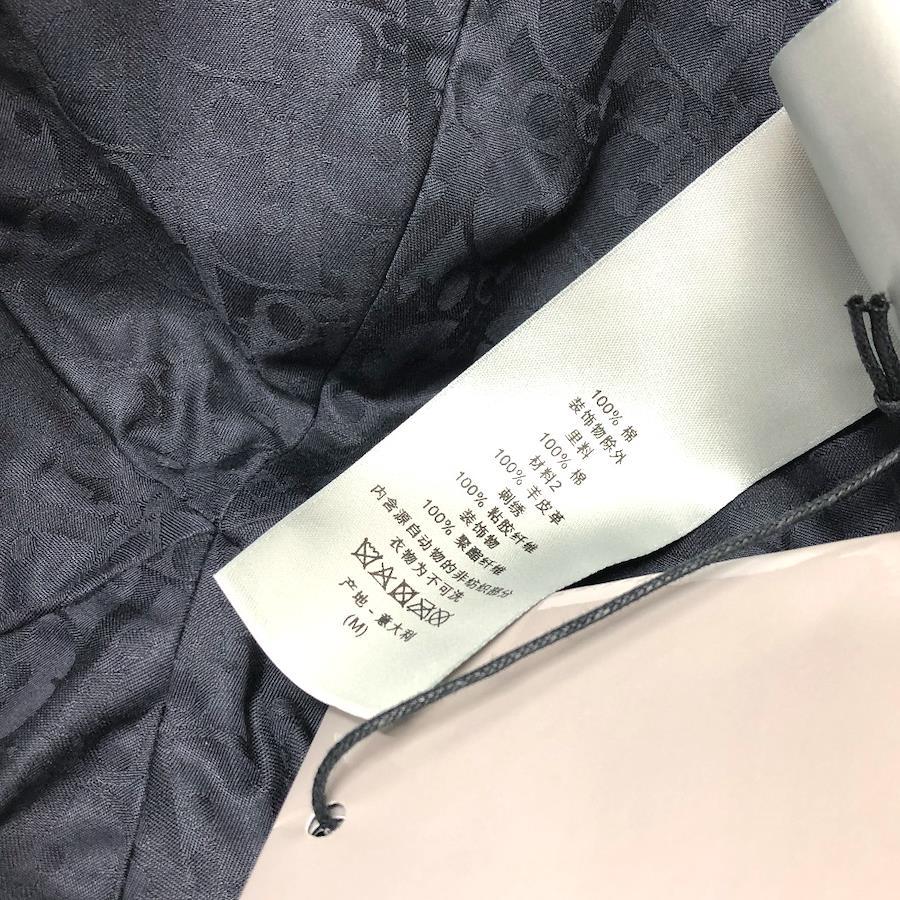 100% 棉
装饰物除外
里料
100% 棉
材料2
100% 羊皮革
刺绣
100% 粘胶纤维
装饰物
100% 聚酯纤维
内含源自动物的非纺织部分
衣物为不可洗
产地 - 意大利
(M)